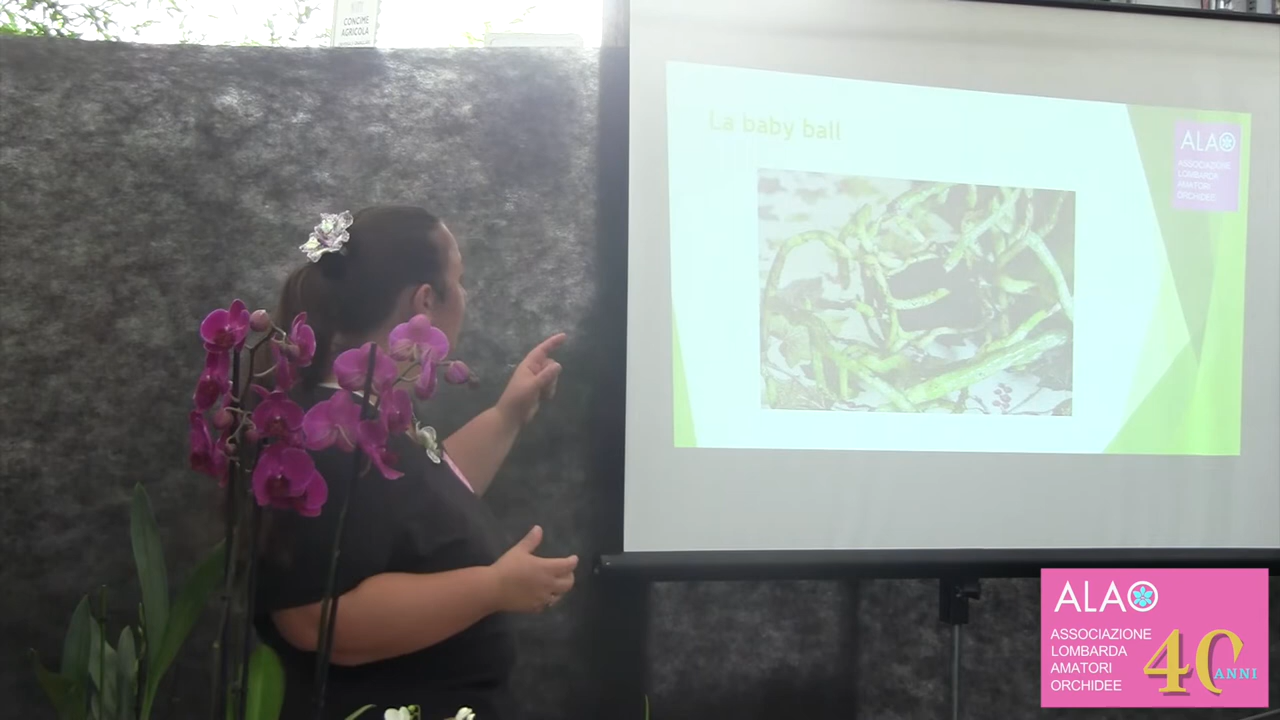 CONCIME
AGRICOLA
La baby ball
ALAO
ASSOCIAZIONE
LOMBARDA
AMATORI
ORCHIDEE
ALAO
ASSOCIAZIONE
LOMBARDA
AMATORI
ORCHIDEE
40 ANNI